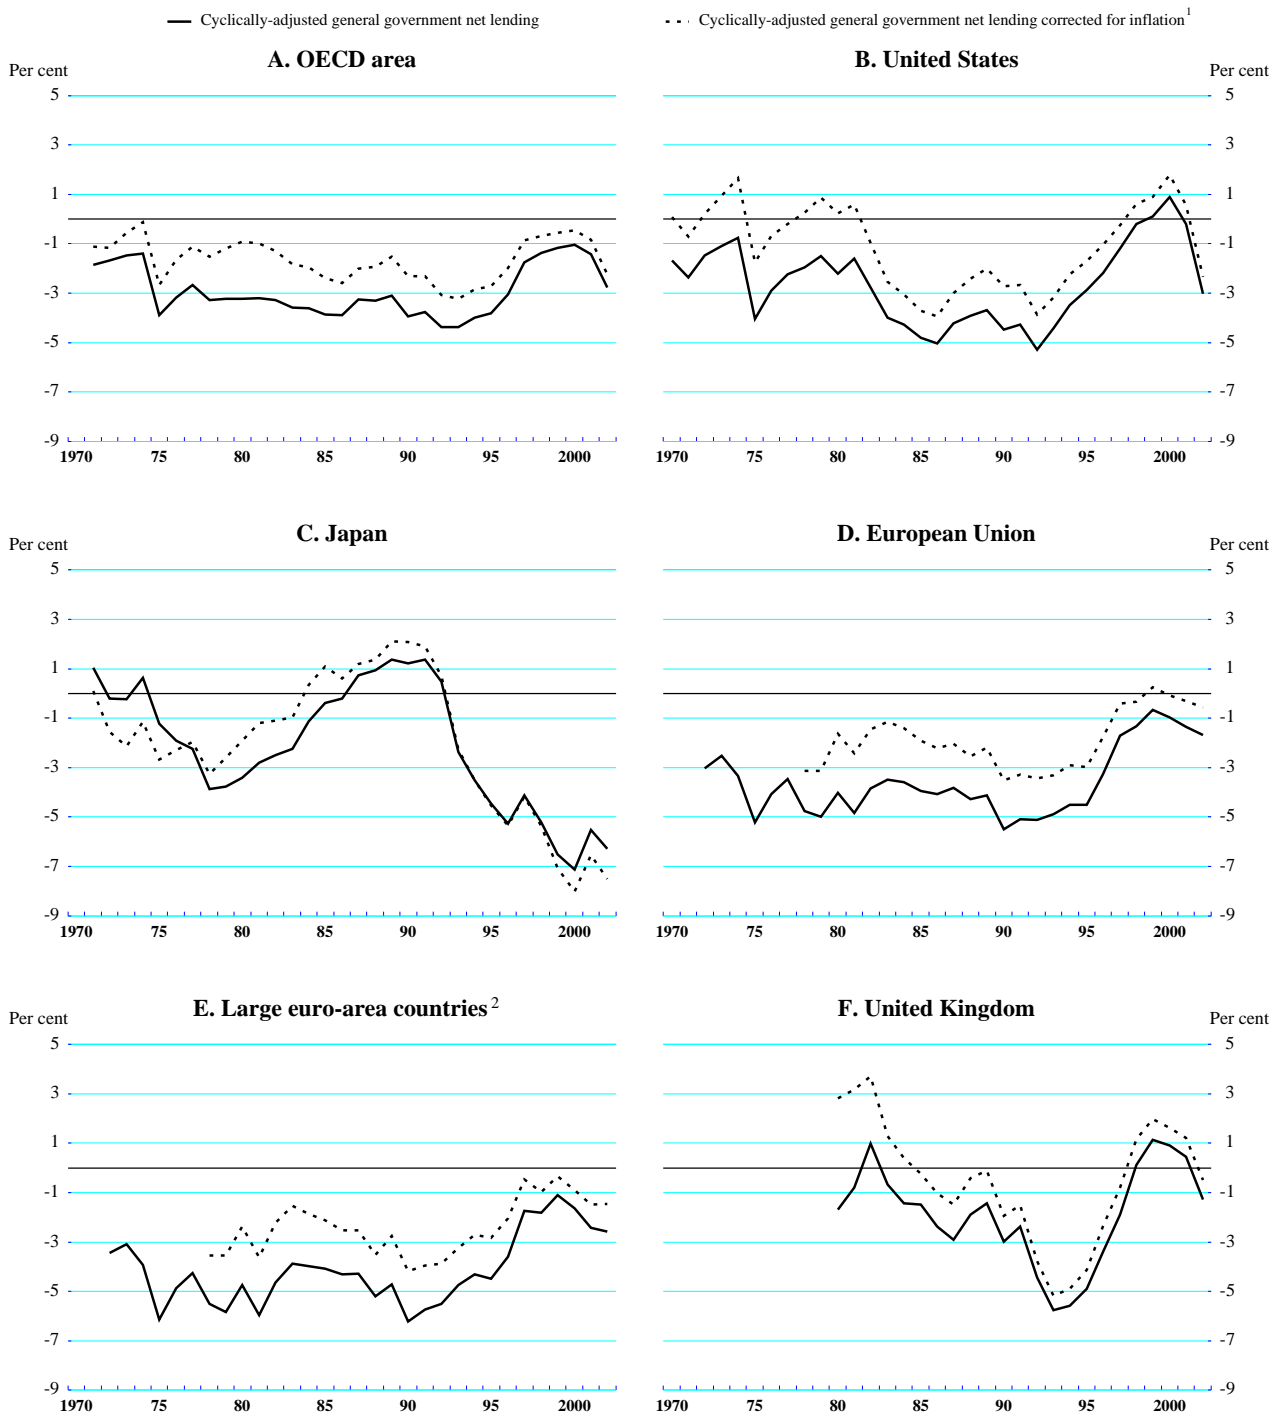 Cyclically-adjusted general government net lending
Cyclically-adjusted general government net lending corrected for inflation1
A. OECD area
Per cent
5
3
1
-1
-3
-5
-7
-9
1970 75 80 85 90 95 2000
B. United States
Per cent
5
3
1
-1
-3
-5
-7
-9
1970 75 80 85 90 95 2000
C. Japan
Per cent
5
3
1
-1
-3
-5
-7
-9
1970 75 80 85 90 95 2000
D. European Union
Per cent
5
3
1
-1
-3
-5
-7
-9
1970 75 80 85 90 95 2000
E. Large euro-area countries 2
Per cent
5
3
1
-1
-3
-5
-7
-9
1970 75 80 85 90 95 2000
F. United Kingdom
Per cent
5
3
1
-1
-3
-5
-7
-9
1970 75 80 85 90 95 2000